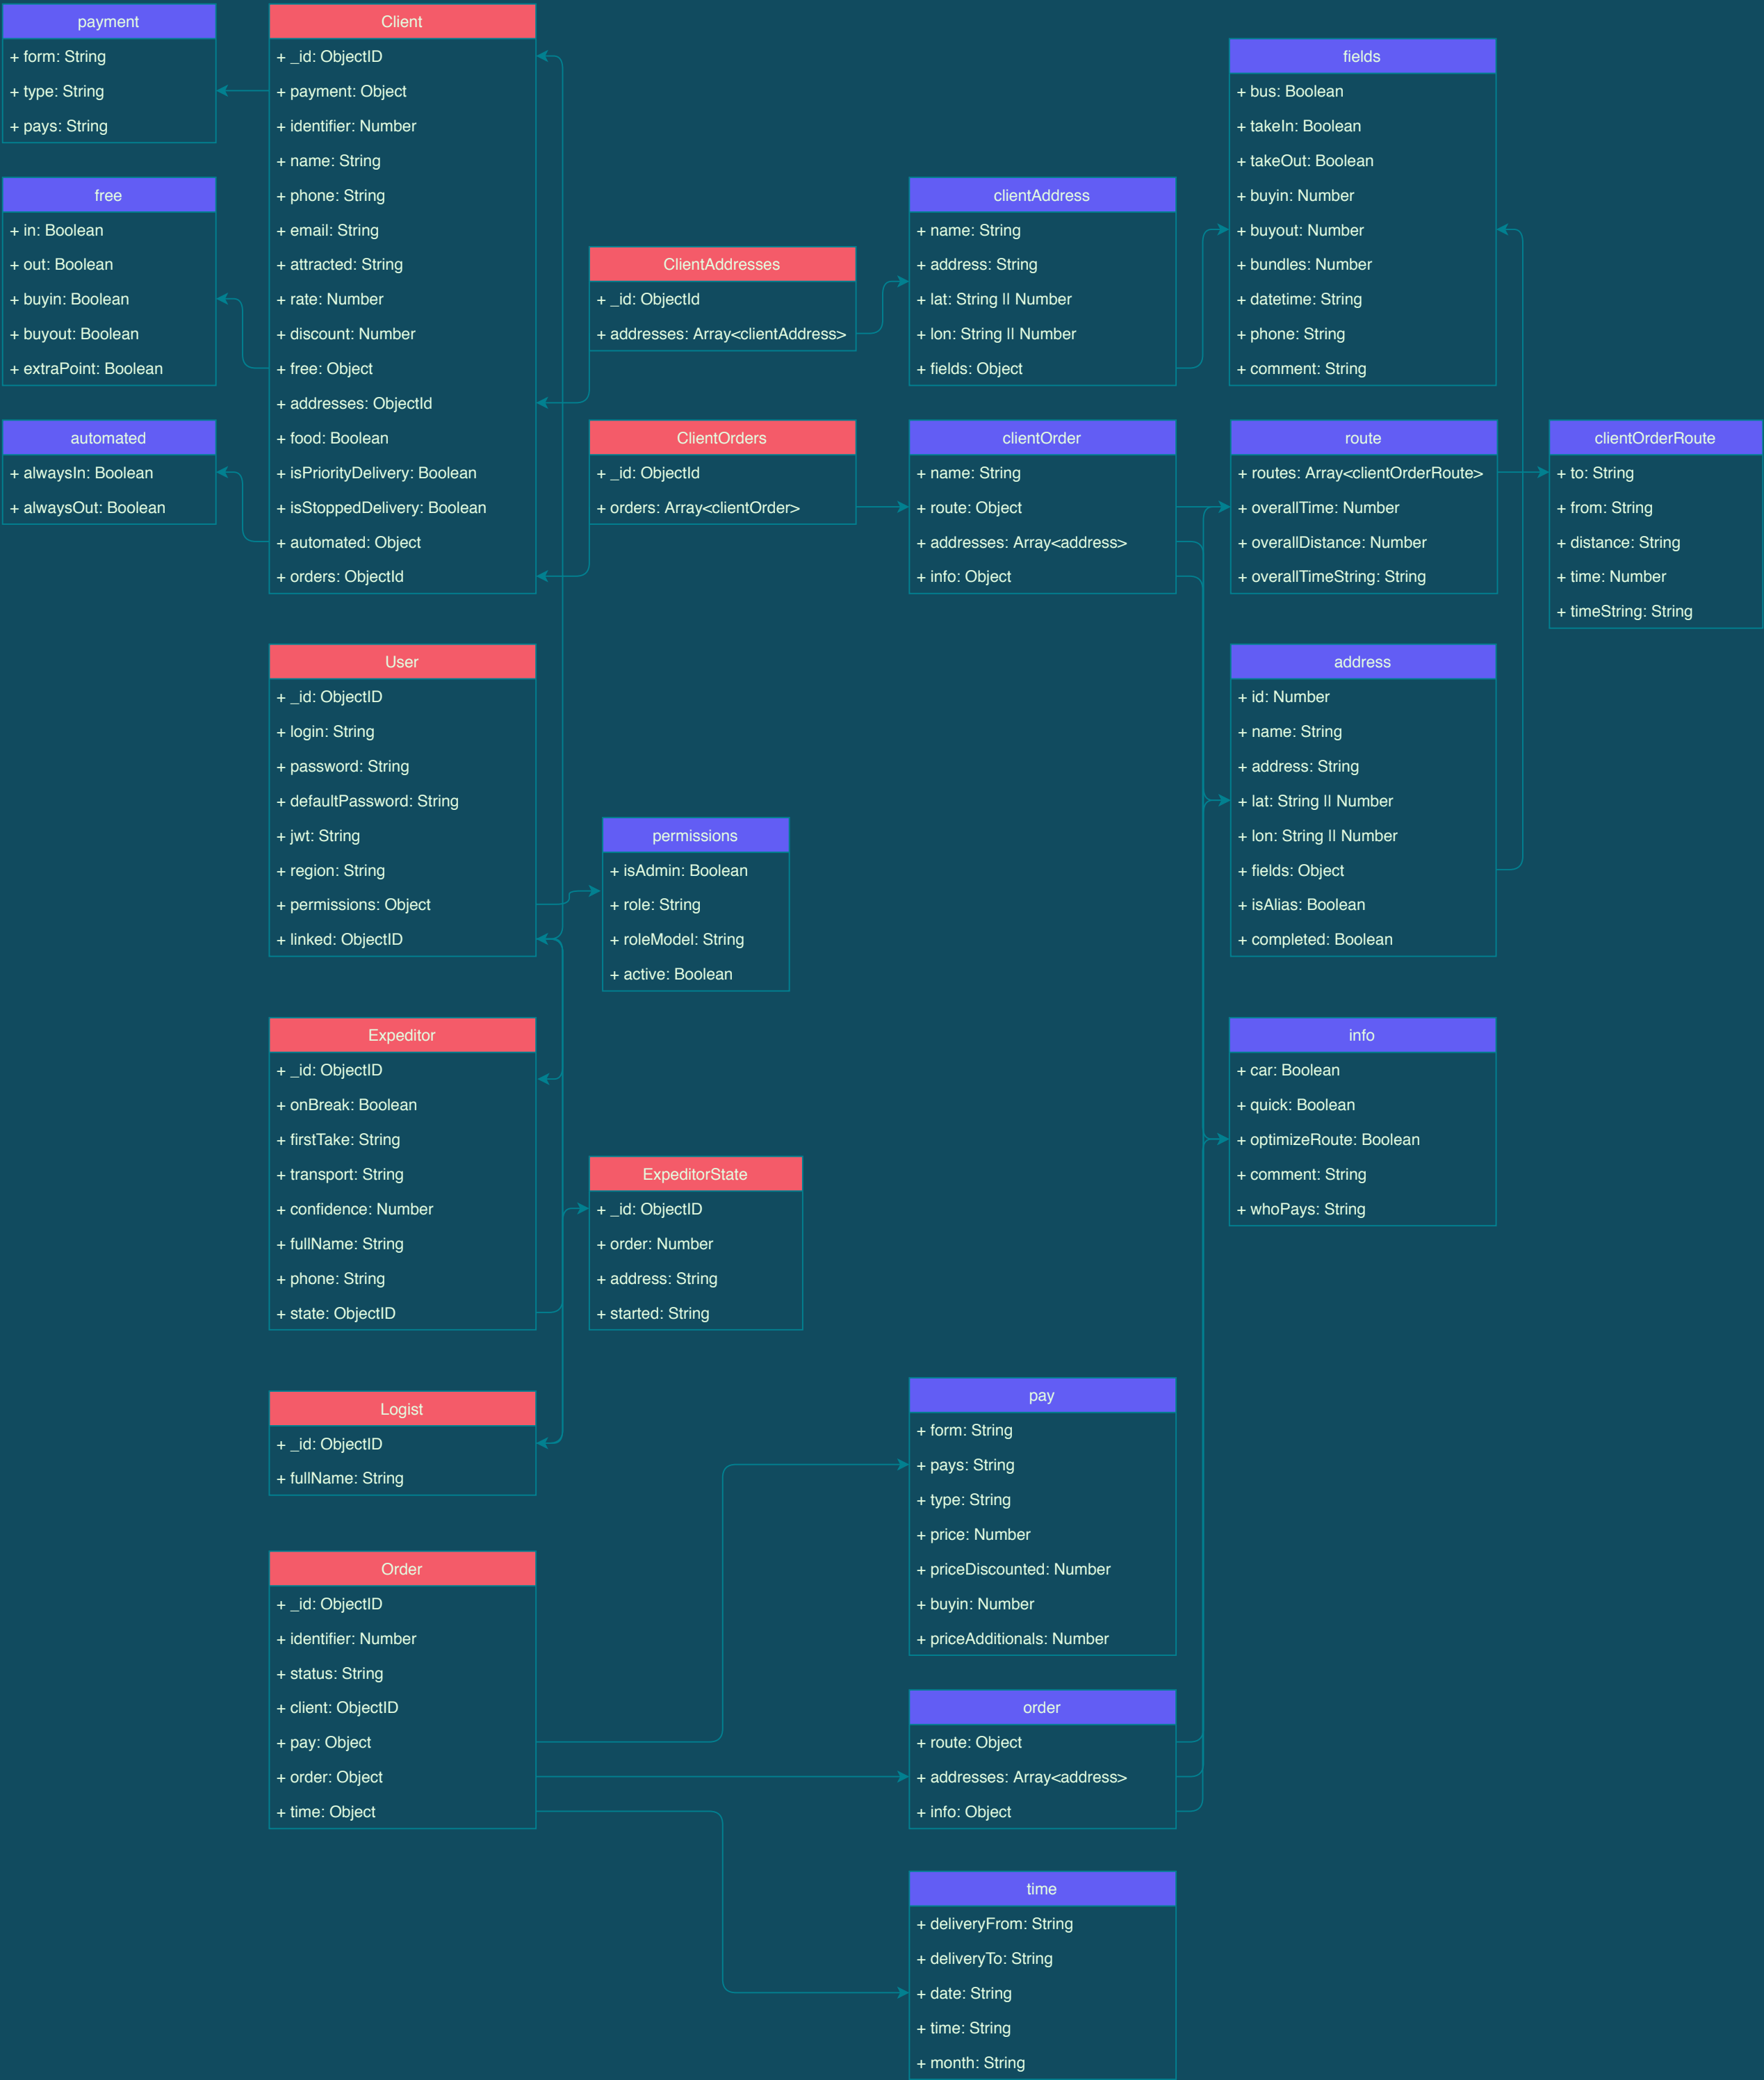 payment
+ form: String
+ type: String
+ pays: String
free
+ in: Boolean
+ out: Boolean
+ buyin: Boolean
+ buyout: Boolean
+ extraPoint: Boolean
automated
+ alwaysIn: Boolean
+ alwaysOut: Boolean
Client
+ _id: ObjectID
+ payment: Object
+ identifier: Number
+ name: String
+ phone: String
+ email: String
+ attracted: String
+ rate: Number
+ discount: Number
+ free: Object
+ addresses: ObjectId
+ food: Boolean
+ isPriorityDelivery: Boolean
+ isStoppedDelivery: Boolean
+ automated: Object
+ orders: ObjectId
ClientAddresses
+ _id: ObjectId
+ addresses: Array<clientAddress>
ClientOrders
+ _id: ObjectId
+ orders: Array<clientOrder>
clientAddress
+ name: String
+ address: String
+ lat: String || Number
+ lon: String || Number
+ fields: Object
clientOrder
+ name: String
+ route: Object
+ addresses: Array<address>
+ info: Object
fields
+ bus: Boolean
+ takeIn: Boolean
+ takeOut: Boolean
+ buyin: Number
+ buyout: Number
+ bundles: Number
+ datetime: String
+ phone: String
+ comment: String
route
+ routes: Array<clientOrderRoute>
+ overallTime: Number
+ overallDistance: Number
+ overallTimeString: String
clientOrderRoute
+ to: String
+ from: String
+ distance: String
+ time: Number
+ timeString: String
User
+ _id: ObjectID
+ login: String
+ password: String
+ defaultPassword: String
+ jwt: String
+ region: String
+ permissions: Object
+ linked: ObjectID
permissions
+ isAdmin: Boolean
+ role: String
+ roleModel: String
+ active: Boolean
address
+ id: Number
+ name: String
+ address: String
+ lat: String || Number
+ lon: String || Number
+ fields: Object
+ isAlias: Boolean
+ completed: Boolean
Expeditor
+ _id: ObjectID
+ onBreak: Boolean
+ firstTake: String
+ transport: String
+ confidence: Number
+ fullName: String
+ phone: String
+ state: ObjectID
ExpeditorState
+ _id: ObjectID
+ order: Number
+ address: String
+ started: String
info
+ car: Boolean
+ quick: Boolean
+ optimizeRoute: Boolean
+ comment: String
+ whoPays: String
Logist
+ _id: ObjectID
+ fullName: String
Order
+ _id: ObjectID
+ identifier: Number
+ status: String
+ client: ObjectID
+ pay: Object
+ order: Object
+ time: Object
pay
+ form: String
+ pays: String
+ type: String
+ price: Number
+ priceDiscounted: Number
+ buyin: Number
+ priceAdditionals: Number
order
+ route: Object
+ addresses: Array<address>
+ info: Object
time
+ deliveryFrom: String
+ deliveryTo: String
+ date: String
+ time: String
+ month: String